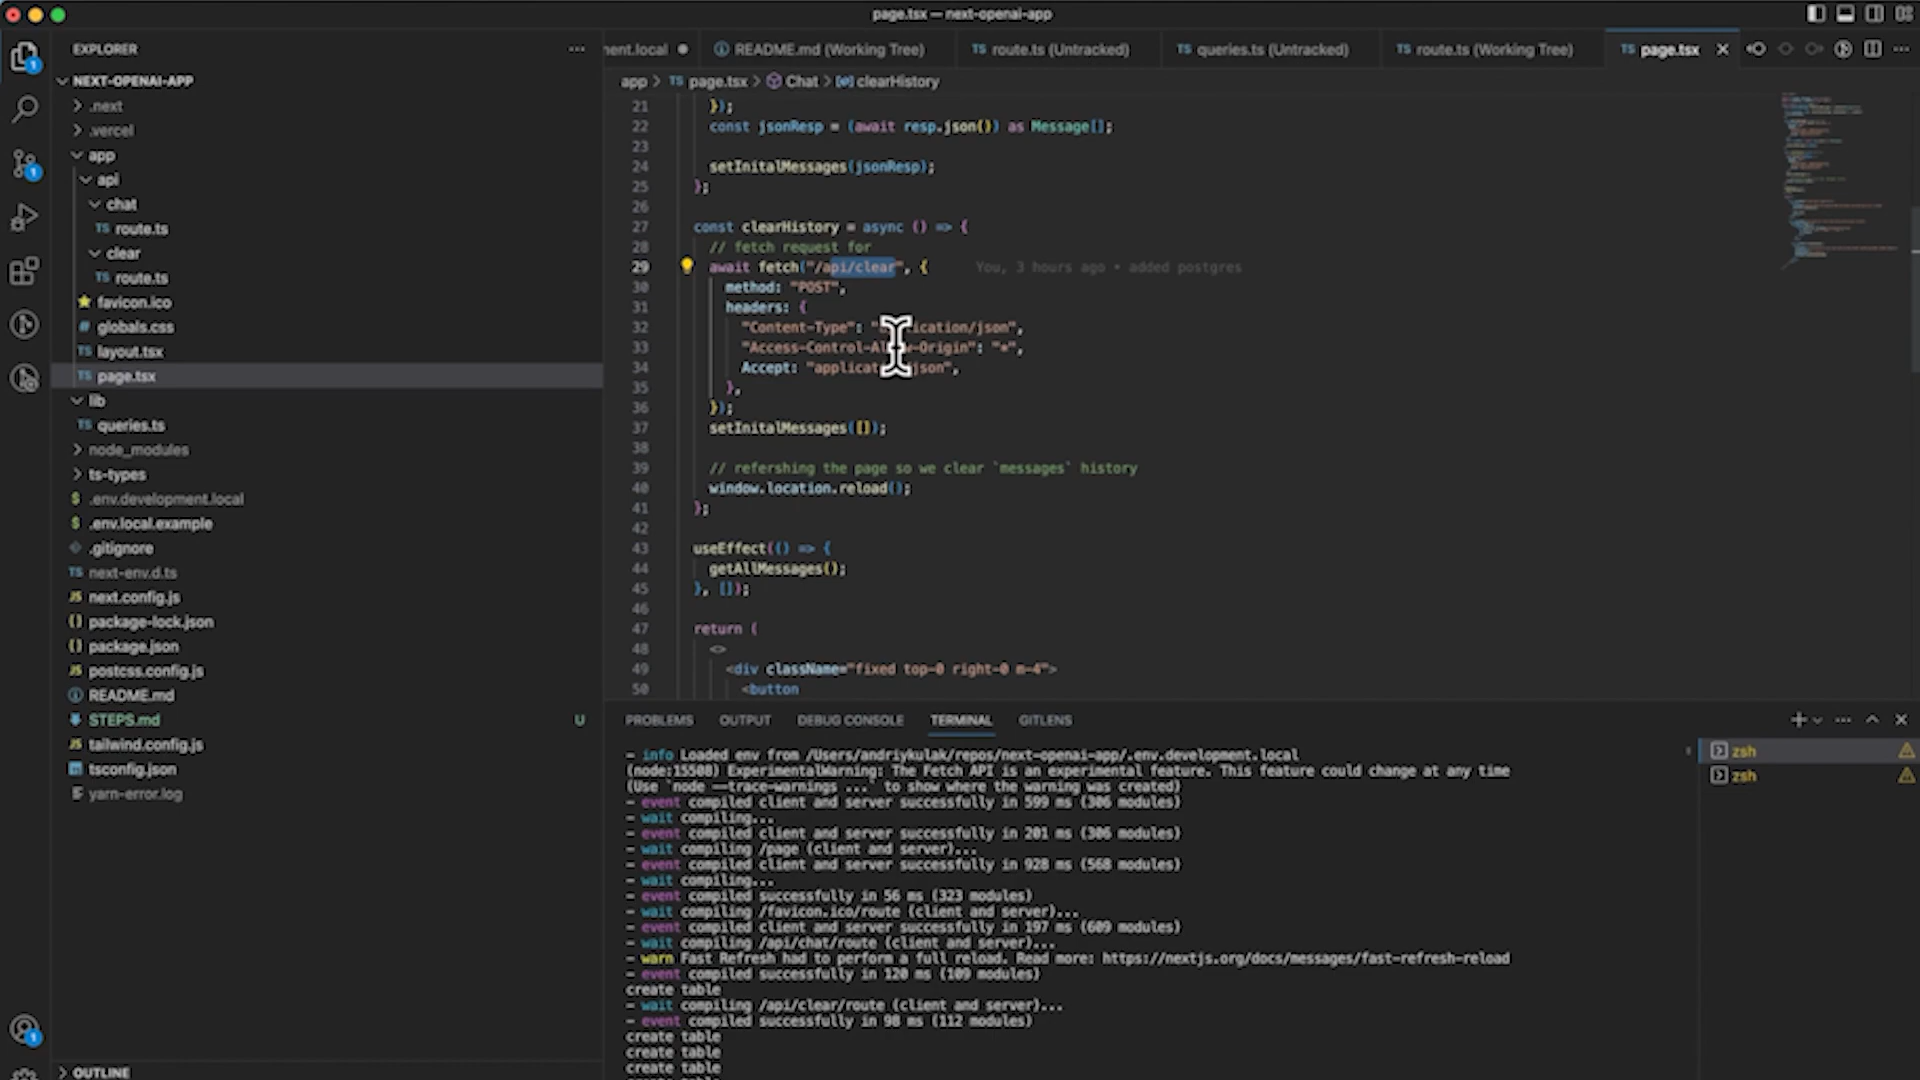 page.tsx — next-openai-app
EXPLORER
NEXT-OPENAI-APP
.next
.vercel
app
api
chat
TS route.ts
clear
TS route.ts
favicon.ico
# globals.css
TS layout.tsx
TS page.tsx
lib
TS queries.ts
node_modules
ts-types
$ .env.development.local
$ .env.local.example
.gitignore
TS next-env.d.ts
JS next.config.js
{} package-lock.json
{} package.json
JS postcss.config.js
README.md
STEPS.md U
JS tailwind.config.js
tsconfig.json
yarn-error.log
OUTLINE
ment.local
README.md (Working Tree)
TS route.ts (Untracked)
TS queries.ts (Untracked)
TS route.ts (Working Tree)
TS page.tsx
app > TS page.tsx > Chat > clearHistory
21 });
22 const jsonResp = (await resp.json()) as Message[];
23
24 setInitalMessages(jsonResp);
25 };
26
27 const clearHistory = async () => {
28 // fetch request for
29 await fetch("/api/clear", { You, 3 hours ago • added postgres
30 method: "POST",
31 headers: {
32 "Content-Type": "application/json",
33 "Access-Control-Allow-Origin": "*",
34 Accept: "application/json",
35 },
36 });
37 setInitalMessages([]);
38
39 // refershing the page so we clear `messages` history
40 window.location.reload();
41 };
42
43 useEffect(() => {
44 getAllMessages();
45 }, []);
46
47 return (
48 <>
49 <div className="fixed top-0 right-0 m-4">
50 <button
PROBLEMS OUTPUT DEBUG CONSOLE TERMINAL GITLENS
- info Loaded env from /Users/andriykulak/repos/next-openai-app/.env.development.local
(node:15508) ExperimentalWarning: The Fetch API is an experimental feature. This feature could change at any time
(Use `node --trace-warnings ...` to show where the warning was created)
- event compiled client and server successfully in 599 ms (306 modules)
- wait compiling...
- event compiled client and server successfully in 201 ms (306 modules)
- wait compiling /page (client and server)...
- event compiled client and server successfully in 928 ms (568 modules)
- wait compiling...
- event compiled successfully in 56 ms (323 modules)
- wait compiling /favicon.ico/route (client and server)...
- event compiled successfully in 197 ms (609 modules)
- wait compiling /api/chat/route (client and server)...
- warn Fast Refresh had to perform a full reload. Read more: https://nextjs.org/docs/messages/fast-refresh-reload
- event compiled successfully in 120 ms (109 modules)
create table
- wait compiling /api/clear/route (client and server)...
- event compiled successfully in 98 ms (112 modules)
create table
create table
create table
zsh
zsh